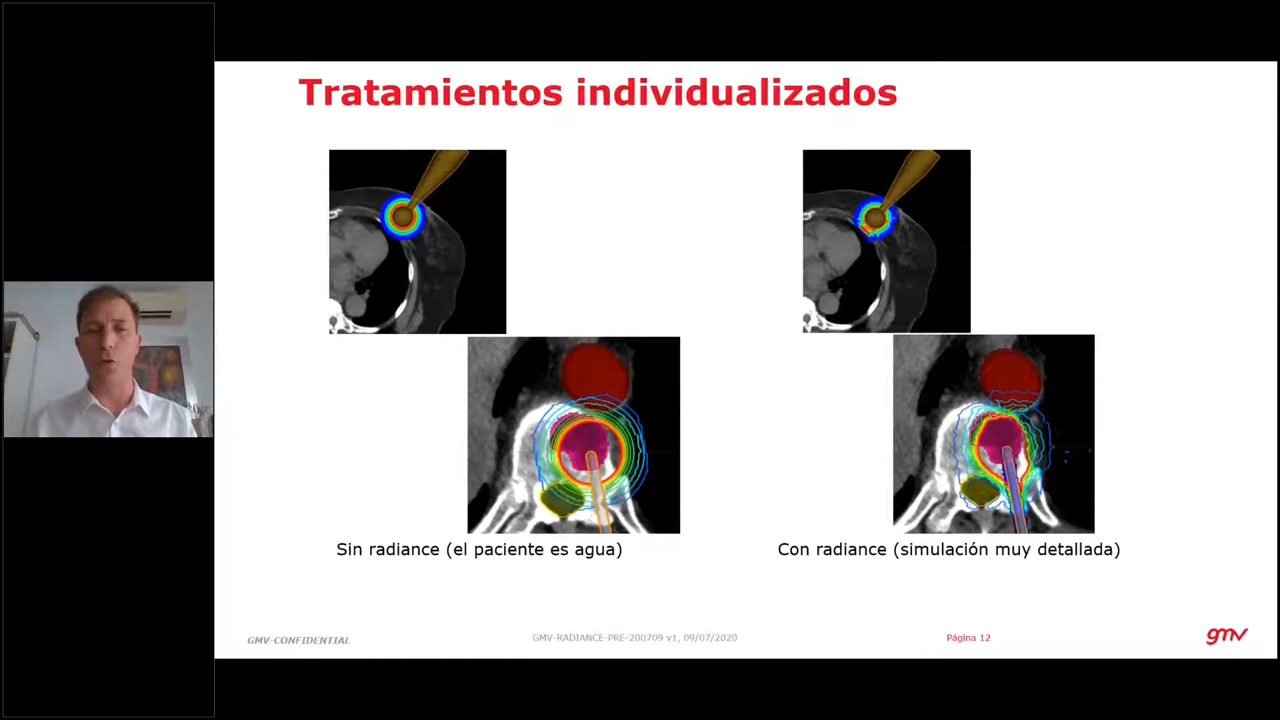 Tratamientos individualizados
Sin radiance (el paciente es agua)
Con radiance (simulación muy detallada)
GMV-CONFIDENTIAL
GMV-RADIANCE-PRE-200709 v1, 09/07/2020
Página 12
gmv